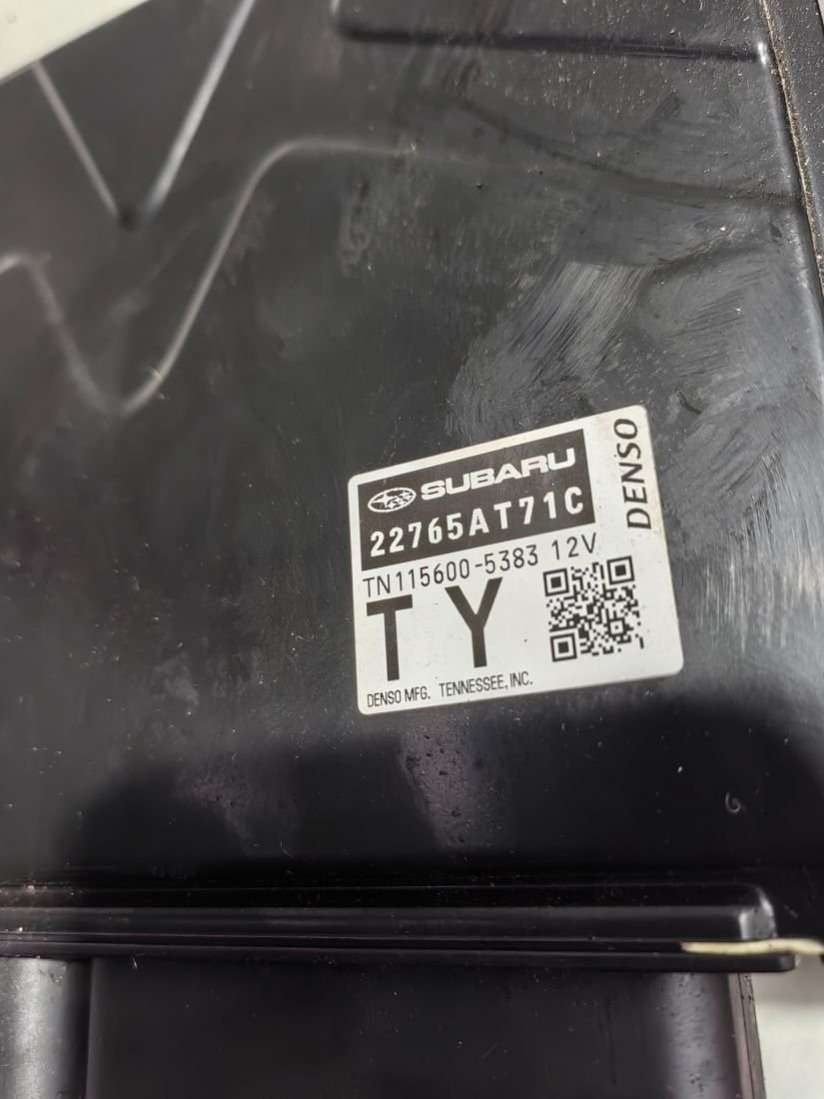 SUBARU
22765AT71C
DENSO
TN115600-5383 12V
TY
DENSO MFG. TENNESSEE, INC.